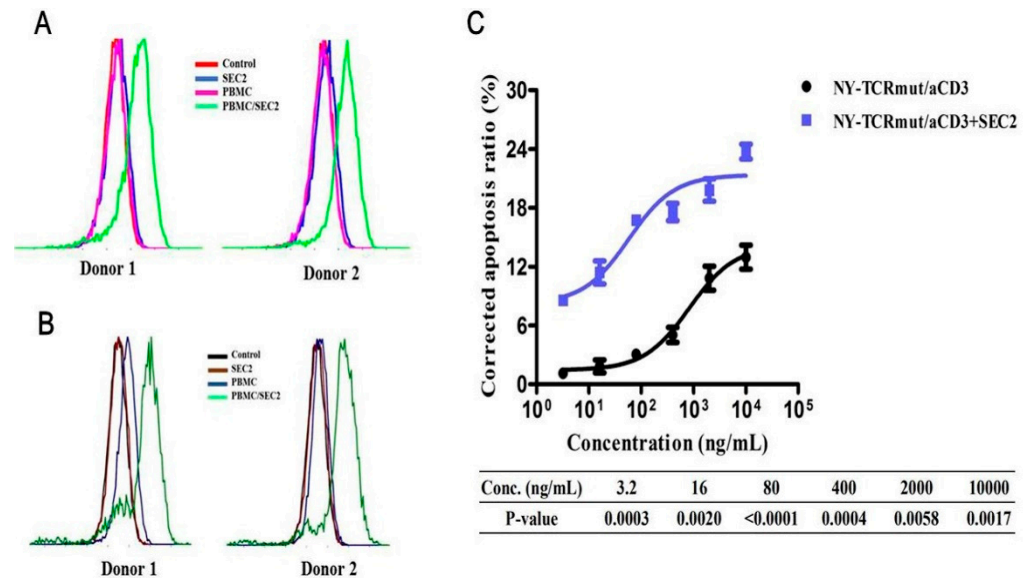 A
Control
SEC2
PBMC
PBMC/SEC2
Donor 1
Donor 2
B
Control
SEC2
PBMC
PBMC/SEC2
Donor 1
Donor 2
C
Corrected apoptosis ratio (%)
30
24
18
12
6
0
10⁰ 10¹ 10² 10³ 10⁴ 10⁵
Concentration (ng/mL)
NY-TCRmut/aCD3
NY-TCRmut/aCD3+SEC2
Conc. (ng/mL) 3.2 16 80 400 2000 10000
P-value 0.0003 0.0020 <0.0001 0.0004 0.0058 0.0017